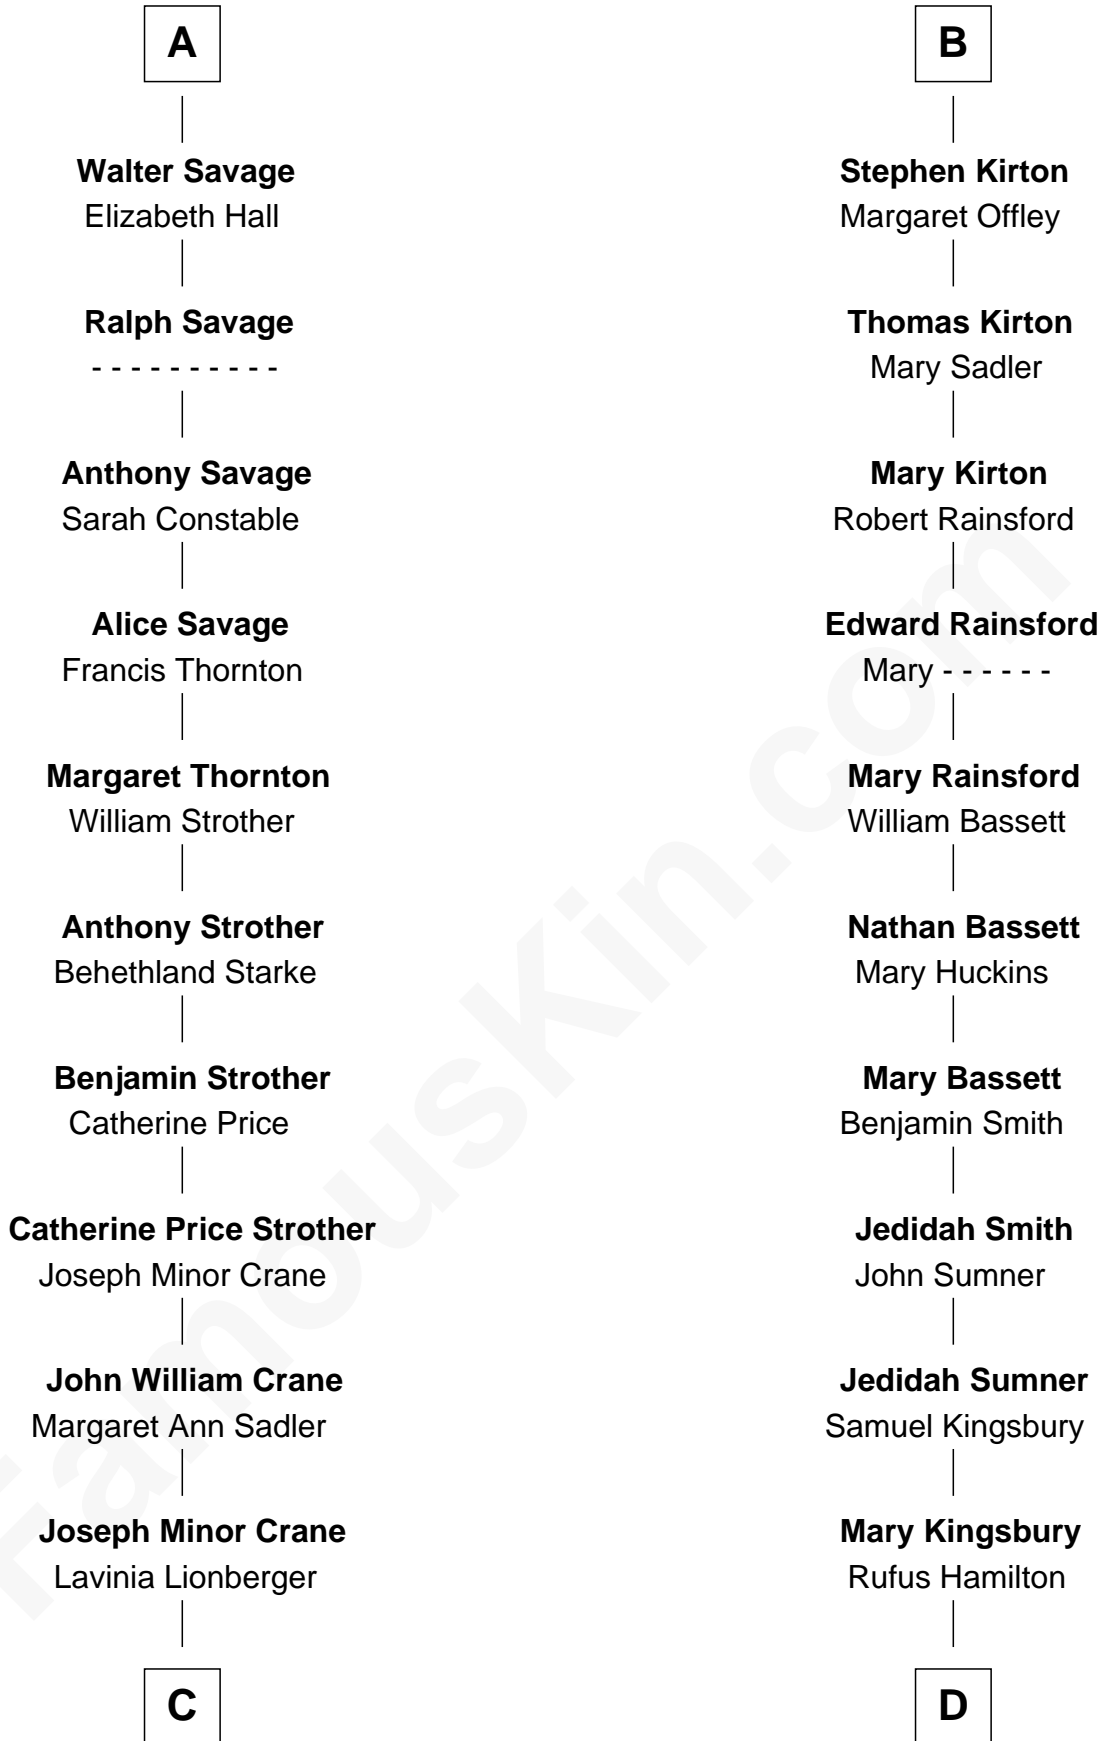 A
Walter Savage
Elizabeth Hall
Ralph Savage
- - - - - - - - - -
Anthony Savage
Sarah Constable
Alice Savage
Francis Thornton
Margaret Thornton
William Strother
Anthony Strother
Behethland Starke
Benjamin Strother
Catherine Price
Catherine Price Strother
Joseph Minor Crane
John William Crane
Margaret Ann Sadler
Joseph Minor Crane
Lavinia Lionberger
C
B
Stephen Kirton
Margaret Offley
Thomas Kirton
Mary Sadler
Mary Kirton
Robert Rainsford
Edward Rainsford
Mary - - - - - -
Mary Rainsford
William Bassett
Nathan Bassett
Mary Huckins
Mary Bassett
Benjamin Smith
Jedidah Smith
John Sumner
Jedidah Sumner
Samuel Kingsbury
Mary Kingsbury
Rufus Hamilton
D
FamousKin.com